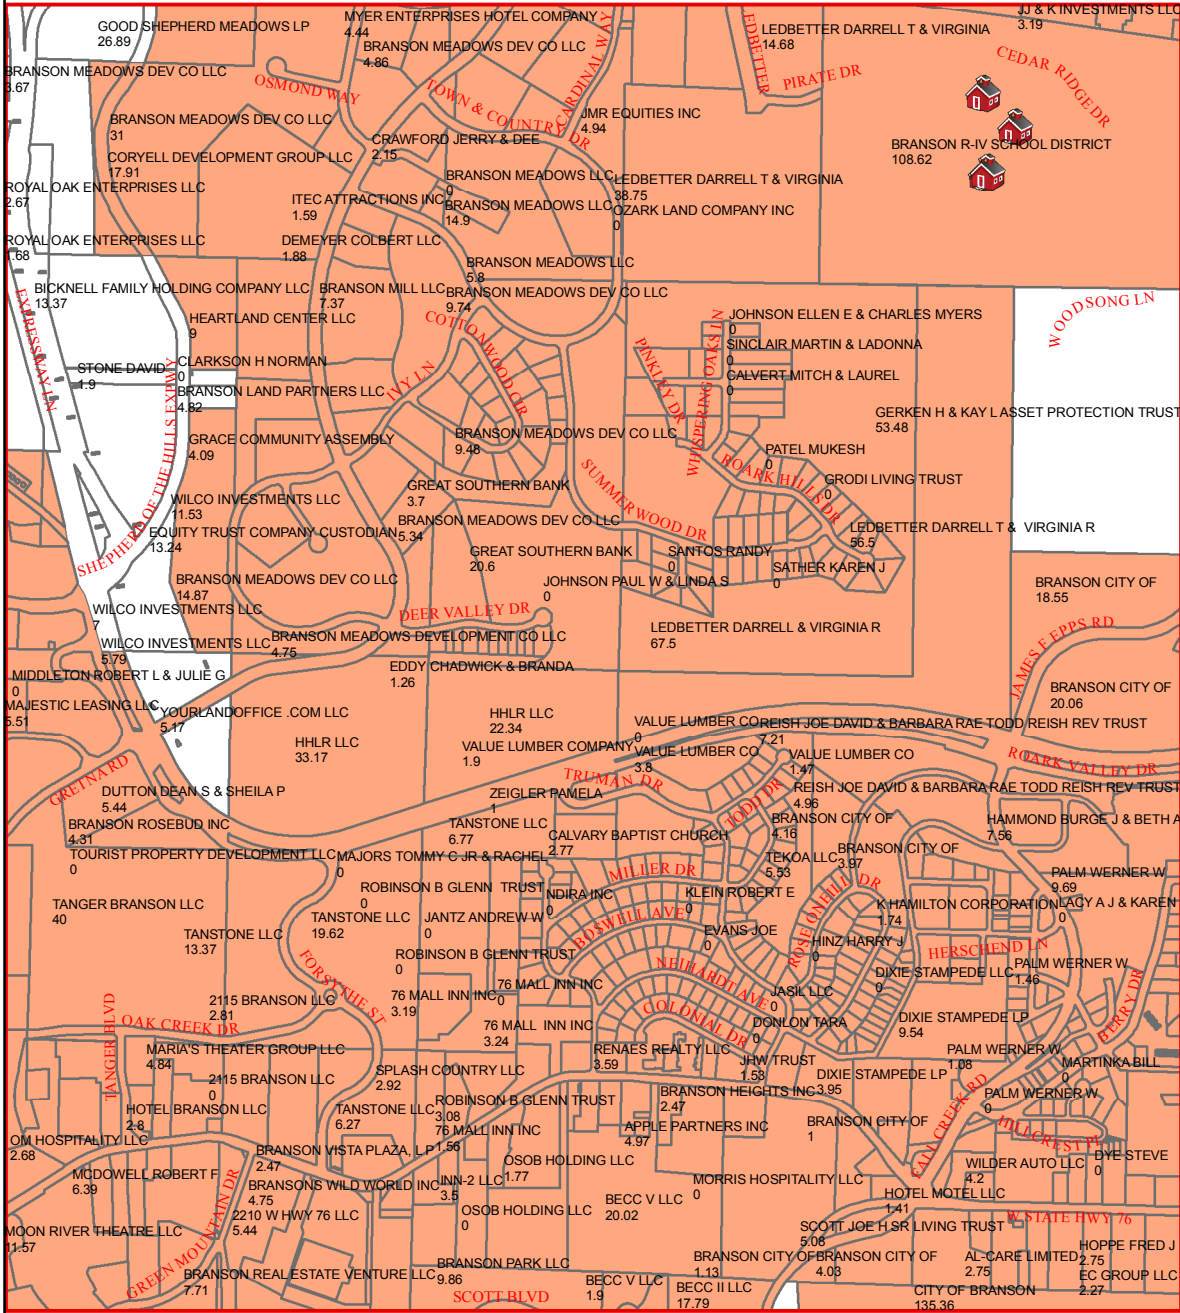 JJ & K INVESTMENTS LLC
3.19
MYER ENTERPRISES HOTEL COMPANY
4.44
GOOD SHEPHERD MEADOWS LP
26.89
LEDBETTER DARRELL T & VIRGINIA
14.68
BRANSON MEADOWS DEV CO LLC
4.86
CARDINAL WAY
LEDBETTER
CEDAR RIDGE DR
BRANSON MEADOWS DEV CO LLC
3.67
OSMOND WAY
TOWN & COUNTRY DR
PIRATE DR
JMR EQUITIES INC
4.94
BRANSON MEADOWS DEV CO LLC
31
CRAWFORD JERRY & DEE
2.15
BRANSON R-IV SCHOOL DISTRICT
108.62
CORYELL DEVELOPMENT GROUP LLC
17.91
BRANSON MEADOWS LLC
0
LEDBETTER DARRELL T & VIRGINIA
38.75
ROYAL OAK ENTERPRISES LLC
2.67
ITEC ATTRACTIONS INC
1.59
BRANSON MEADOWS LLC
14.9
OZARK LAND COMPANY INC
0
ROYAL OAK ENTERPRISES LLC
1.68
DEMEYER COLBERT LLC
1.88
BRANSON MEADOWS LLC
5.8
BICKNELL FAMILY HOLDING COMPANY LLC
13.37
BRANSON MILL LLC
7.37
BRANSON MEADOWS DEV CO LLC
9.74
WOODSONG LN
EXPRESSWAY LN
HEARTLAND CENTER LLC
9
COTTONWOOD CIR
JOHNSON ELLEN E & CHARLES MYERS
0
PINKLEY DR
WHISPERING OAKS LN
SINCLAIR MARTIN & LADONNA
0
STONE DAVID
1.9
CLARKSON H NORMAN
0
IVY LN
CALVERT MITCH & LAUREL
0
BRANSON LAND PARTNERS LLC
4.82
GERKEN H & KAY L ASSET PROTECTION TRUST
53.48
SHEPHERD OF THE HILLS EXPWY
GRACE COMMUNITY ASSEMBLY
4.09
BRANSON MEADOWS DEV CO LLC
9.48
PATEL MUKESH
0
ROARK HILLS DR
GRODI LIVING TRUST
0
SUMMERWOOD DR
GREAT SOUTHERN BANK
3.7
WILCO INVESTMENTS LLC
11.53
BRANSON MEADOWS DEV CO LLC
5.34
EQUITY TRUST COMPANY CUSTODIAN
13.24
LEDBETTER DARRELL T & VIRGINIA R
56.5
GREAT SOUTHERN BANK
20.6
SANTOS RANDY
0
SATHER KAREN J
0
BRANSON MEADOWS DEV CO LLC
14.87
JOHNSON PAUL W & LINDA S
0
BRANSON CITY OF
18.55
WILCO INVESTMENTS LLC
7
DEER VALLEY DR
LEDBETTER DARRELL & VIRGINIA R
67.5
JAMES F EPPS RD
WILCO INVESTMENTS LLC
5.79
BRANSON MEADOWS DEVELOPMENT CO LLC
4.75
MIDDLETON ROBERT L & JULIE G
0
EDDY CHADWICK & BRANDA
1.26
BRANSON CITY OF
20.06
MAJESTIC LEASING LLC
5.51
YOURLANDOFFICE .COM LLC
5.17
HHLR LLC
22.34
VALUE LUMBER CO
0
REISH JOE DAVID & BARBARA RAE TODD REISH REV TRUST
7.21
HHLR LLC
33.17
VALUE LUMBER COMPANY
1.9
VALUE LUMBER CO
3.8
VALUE LUMBER CO
1.47
ROARK VALLEY DR
GRETNA RD
TRUMAN DR
TODD DR
REISH JOE DAVID & BARBARA RAE TODD REISH REV TRUST
4.96
DUTTON DEAN S & SHEILA P
5.44
ZEIGLER PAMELA
1
BRANSON ROSEBUD INC
4.31
TANSTONE LLC
6.77
BRANSON CITY OF
4.16
HAMMOND BURGE J & BETH A
7.56
CALVARY BAPTIST CHURCH
2.77
BRANSON CITY OF
3.97
TOURIST PROPERTY DEVELOPMENT LLC
0
MAJORS TOMMY C JR & RACHEL
0
TEKOA LLC
5.53
MILLER DR
PALM WERNER W
9.69
ROBINSON B GLENN TRUST
0
NDIRA INC
0
KLEIN ROBERT E
0
ROSE ONEILL DR
TANGER BRANSON LLC
40
K HAMILTON CORPORATION
1.74
LACY A J & KAREN
0
TANSTONE LLC
19.62
JANTZ ANDREW W
0
BOSWELL AVE
EVANS JOE
0
TANSTONE LLC
13.37
HINZ HARRY J
0
HERSCHEND LN
FORSYTHE ST
ROBINSON B GLENN TRUST
0
NEIHARDT AVE
DIXIE STAMPEDE LLC
0
PALM WERNER W
1.46
76 MALL INN INC
0
JASIL LLC
0
2115 BRANSON LLC
2.81
76 MALL INN INC
3.19
COLONIAL DR
BERRY DR
TANGER BLVD
OAK CREEK DR
76 MALL INN INC
3.24
DONLON TARA
0
DIXIE STAMPEDE LP
9.54
MARIA'S THEATER GROUP LLC
4.84
RENAES REALTY LLC
3.59
JHW TRUST
1.53
PALM WERNER W
1.08
MARTINKA BILL
0
2115 BRANSON LLC
0
SPLASH COUNTRY LLC
2.92
DIXIE STAMPEDE LP
3.95
BRANSON HEIGHTS INC
2.47
PALM WERNER W
0
HOTEL BRANSON LLC
2.8
TANSTONE LLC
6.27
ROBINSON B GLENN TRUST
3.08
APPLE PARTNERS INC
4.97
BRANSON CITY OF
1
FALL CREEK RD
HILLCREST PL
OM HOSPITALITY LLC
2.68
76 MALL INN INC
1.56
BRANSON VISTA PLAZA, L P
2.47
DYE STEVE
0
OSOB HOLDING LLC
1.77
WILDER AUTO LLC
4.2
MCDOWELL ROBERT F
6.39
BRANSONS WILD WORLD INC
4.75
INN-2 LLC
3.5
MORRIS HOSPITALITY LLC
0
HOTEL MOTEL LLC
1.41
GREEN MOUNTAIN DR
BECC V LLC
20.02
2210 W HWY 76 LLC
5.44
OSOB HOLDING LLC
0
W STATE HWY 76
MOON RIVER THEATRE LLC
11.57
SCOTT JOE H SR LIVING TRUST
5.08
HOPPE FRED J
2.75
BRANSON PARK LLC
9.86
BRANSON CITY OF
1.13
BRANSON CITY OF
4.03
AL-CARE LIMITED
2.75
BRANSON REAL ESTATE VENTURE LLC
7.71
EC GROUP LLC
2.27
BECC V LLC
1.9
BECC II LLC
17.79
CITY OF BRANSON
135.36
SCOTT BLVD